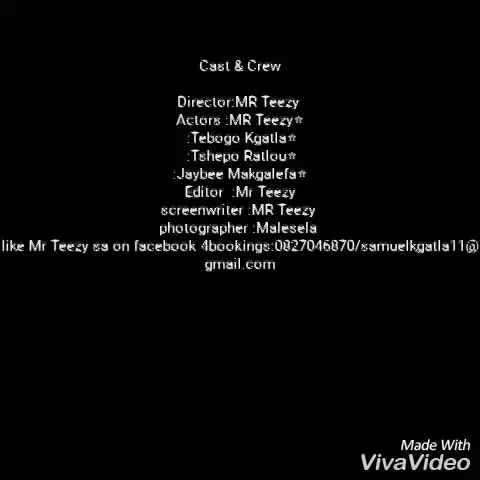 Cast & Crew
Director:MR Teezy
Actors :MR Teezy☆
:Tebogo Kgatla☆
:Tshepo Ratlou☆
:Jaybee Makgalefa☆
Editor :Mr Teezy
screenwriter :MR Teezy
photographer :Malesela
like Mr Teezy sa on facebook 4bookings:0827046870/samuelkgatla11@
gmail.com
Made With
VivaVideo